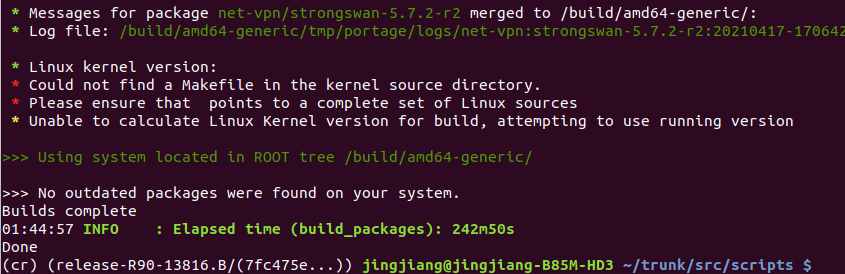 * Messages for package net-vpn/strongswan-5.7.2-r2 merged to /build/amd64-generic/:
* Log file: /build/amd64-generic/tmp/portage/logs/net-vpn:strongswan-5.7.2-r2:20210417-170642
* Linux kernel version:
* Could not find a Makefile in the kernel source directory.
* Please ensure that  points to a complete set of Linux sources
* Unable to calculate Linux Kernel version for build, attempting to use running version
>>> Using system located in ROOT tree /build/amd64-generic/
>>> No outdated packages were found on your system.
Builds complete
01:44:57 INFO    : Elapsed time (build_packages): 242m50s
Done
(cr) (release-R90-13816.B/(7fc475e...)) jingjiang@jingjiang-B85M-HD3 ~/trunk/src/scripts $